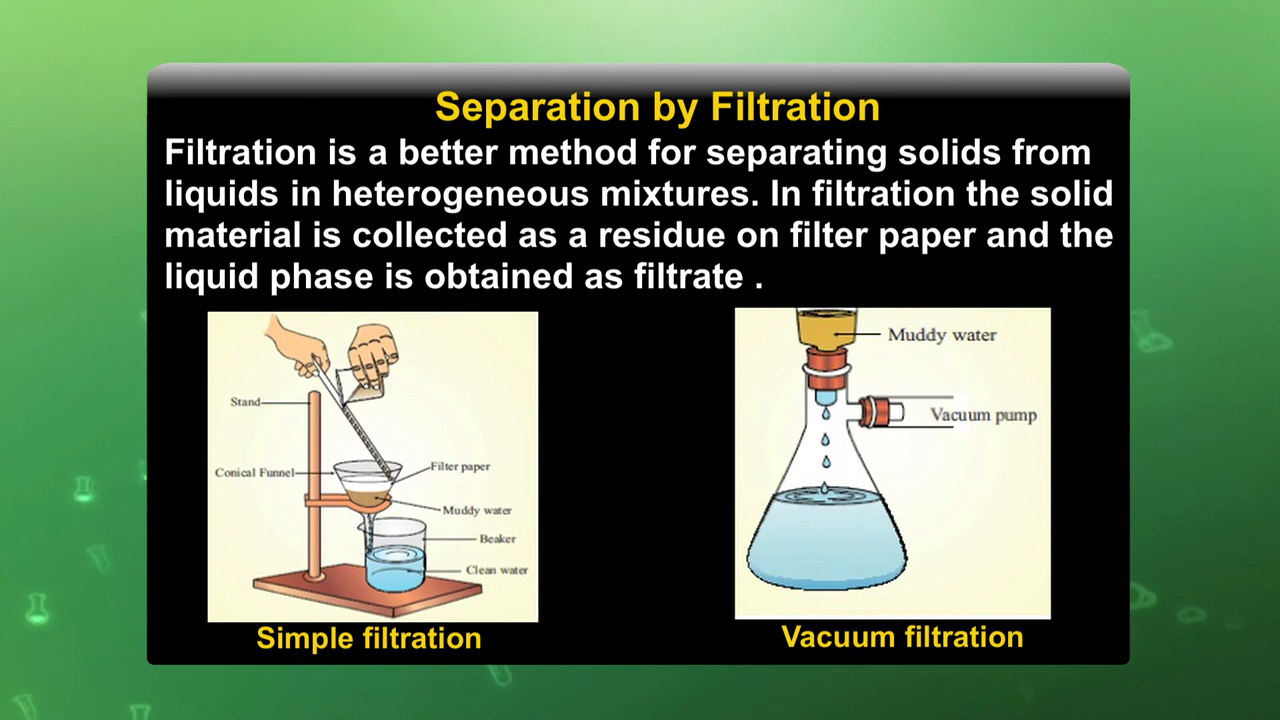 Separation by Filtration
Filtration is a better method for separating solids from
liquids in heterogeneous mixtures. In filtration the solid
material is collected as a residue on filter paper and the
liquid phase is obtained as filtrate .
Stand
Conical Funnel
Filter paper
Muddy water
Beaker
Clean water
Simple filtration
Muddy water
Vacuum pump
Vacuum filtration